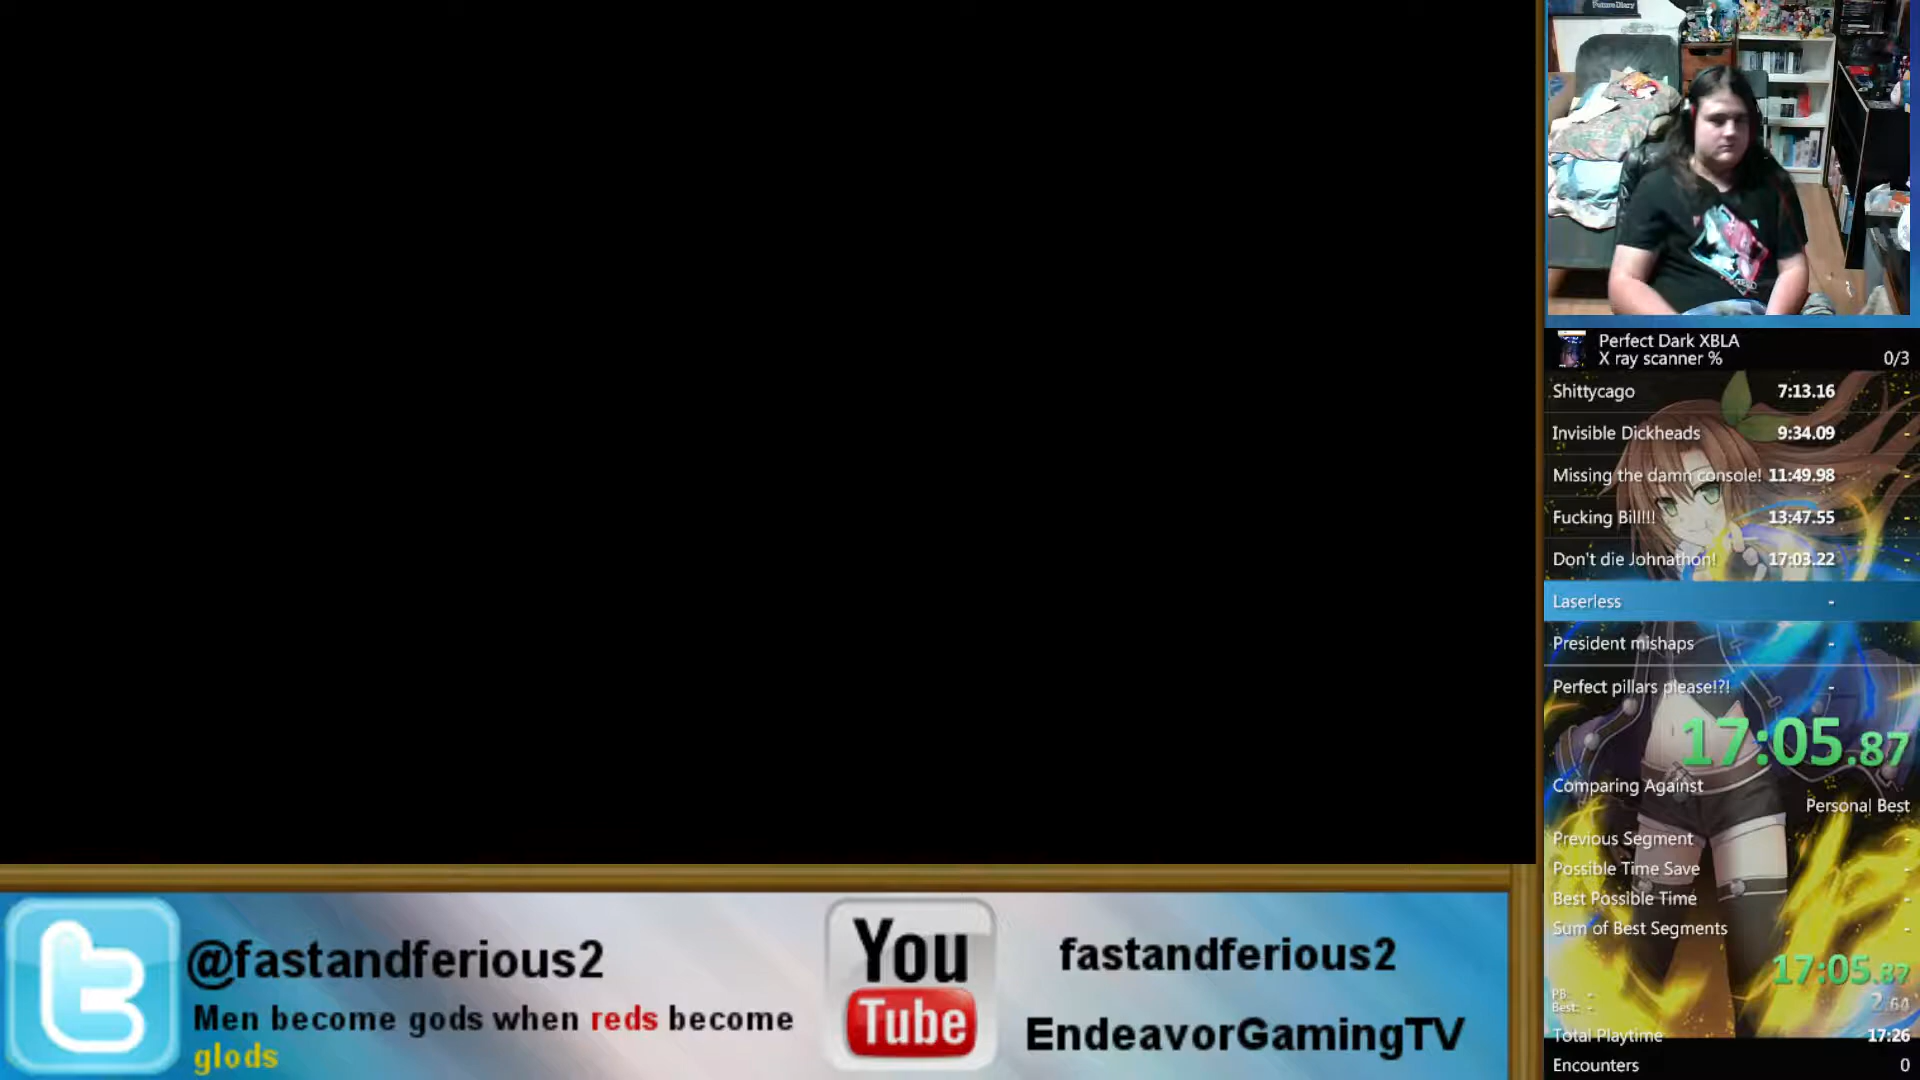 Future Diary
Perfect Dark XBLA
X ray scanner % 0/3
Shittycago 7:13.16 -
Invisible Dickheads 9:34.09 -
Missing the damn console! 11:49.98 -
Fucking Bill!!! 13:47.55 -
Don't die Johnathon! 17:03.22 -
Laserless -
President mishaps -
Perfect pillars please!?! -
17:05.87
Comparing Against
Personal Best
Previous Segment -
Possible Time Save -
Best Possible Time -
Sum of Best Segments -
17:05.87
PB: -
Best: - 2.64
Total Playtime 17:26
Encounters 0
@fastandferious2
Men become gods when reds become
glods
You
Tube
fastandferious2
EndeavorGamingTV